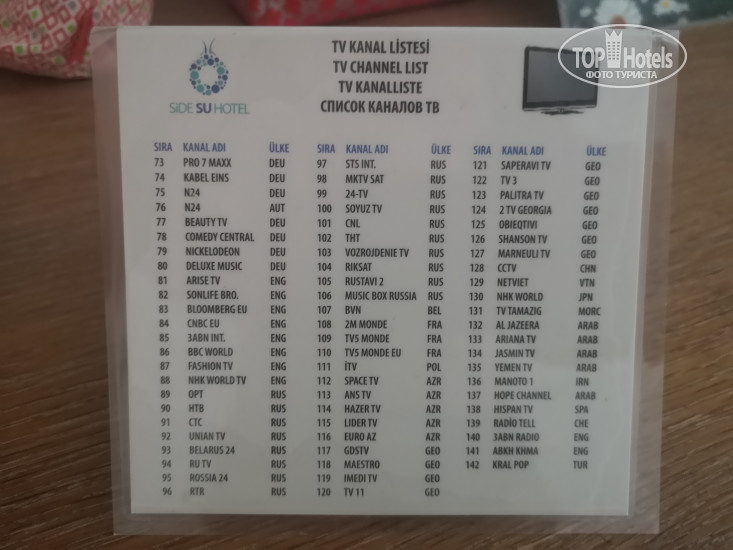 TOP Hotels
ФОТО ТУРИСТА
SIDE SU HOTEL
TV KANAL LİSTESİ
TV CHANNEL LIST
TV KANALLISTE
СПИСОК КАНАЛОВ ТВ
SIRA KANAL ADI ÜLKE
73 PRO 7 MAXX DEU
74 KABEL EINS DEU
75 N24 DEU
76 N24 AUT
77 BEAUTY TV DEU
78 COMEDY CENTRAL DEU
79 NICKELODEON DEU
80 DELUXE MUSIC DEU
81 ARISE TV ENG
82 SONLIFE BRO. ENG
83 BLOOMBERG EU ENG
84 CNBC EU ENG
85 3ABN INT. ENG
86 BBC WORLD ENG
87 FASHION TV ENG
88 NHK WORLD TV ENG
89 OPT RUS
90 HTB RUS
91 CTC RUS
92 UNIAN TV RUS
93 BELARUS 24 RUS
94 RU TV RUS
95 ROSSIA 24 RUS
96 RTR RUS
SIRA KANAL ADI ÜLKE
97 STS INT. RUS
98 MKTV SAT RUS
99 24-TV RUS
100 SOYUZ TV RUS
101 CNL RUS
102 THT RUS
103 VOZROJDENIE TV RUS
104 RIKSAT RUS
105 RUSTAVI 2 RUS
106 MUSIC BOX RUSSIA RUS
107 BVN BEL
108 2M MONDE FRA
109 TV5 MONDE FRA
110 TV5 MONDE EU FRA
111 İTV POL
112 SPACE TV AZR
113 ANS TV AZR
114 HAZER TV AZR
115 LIDER TV AZR
116 EURO AZ AZR
117 GDSTV GEO
118 MAESTRO GEO
119 IMEDI TV GEO
120 TV 11 GEO
SIRA KANAL ADI ÜLKE
121 SAPERAVI TV GEO
122 TV 3 GEO
123 PALITRA TV GEO
124 2 TV GEORGIA GEO
125 OBIEQTIVI GEO
126 SHANSON TV GEO
127 MARNEULI TV GEO
128 CCTV CHN
129 NETVIET VTN
130 NHK WORLD JPN
131 TV TAMAZIG MORC
132 AL JAZEERA ARAB
133 ARIANA TV ARAB
134 JASMIN TV ARAB
135 YEMEN TV ARAB
136 MANOTO 1 IRN
137 HOPE CHANNEL ARAB
138 HISPAN TV SPA
139 RADİO TELL CHE
140 3ABN RADIO ENG
141 ABKH KHMA ENG
142 KRAL POP TUR